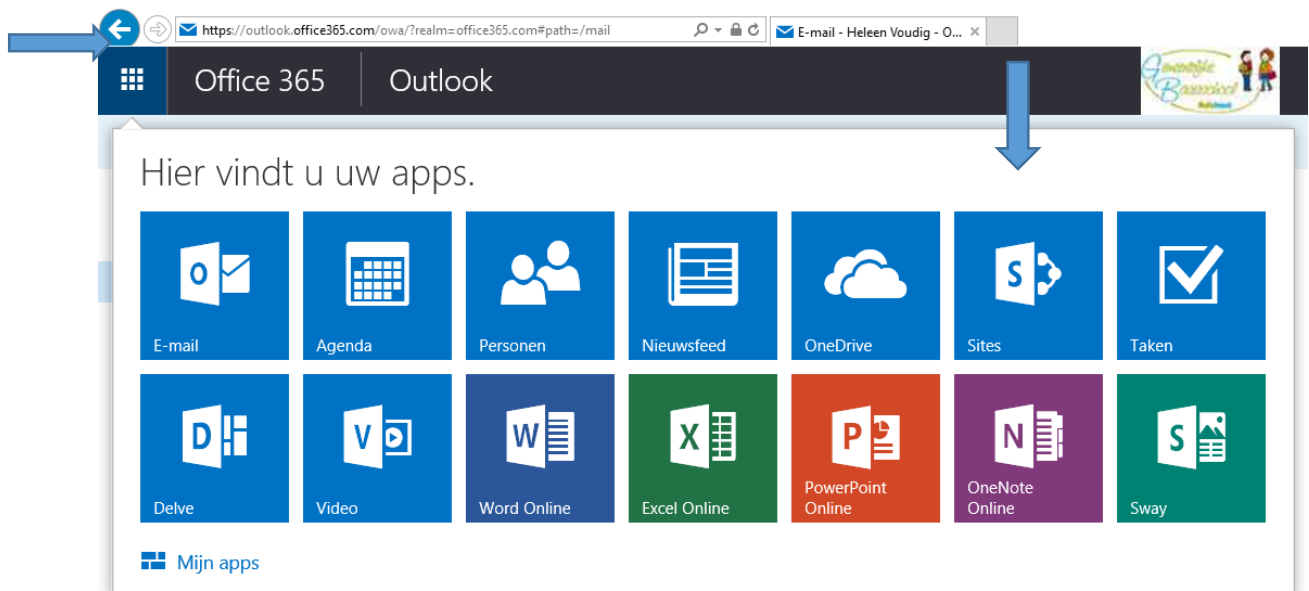 https://outlook.office365.com/owa/?realm=office365.com#path=/mail
E-mail - Heleen Voudig - O...
Office 365
Outlook
Gemeentelijke
Basisschool
Hier vindt u uw apps.
E-mail
Agenda
Personen
Nieuwsfeed
OneDrive
Sites
Taken
Delve
Video
Word Online
Excel Online
PowerPoint
Online
OneNote
Online
Sway
Mijn apps